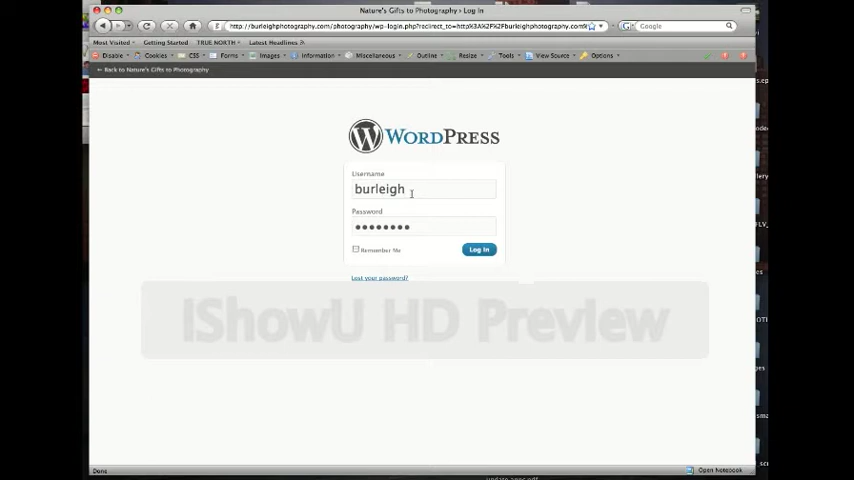 Nature's Gifts to Photography › Log In
http://burleighphotography.com/photography/wp-login.php?redirect_to=http%3A%2F%2Fburleighphotography.com
Google
Most Visited Getting Started TRUE NORTH Latest Headlines
Disable Cookies CSS Forms Images Information Miscellaneous Outline Resize Tools View Source Options
← Back to Nature's Gifts to Photography
WORDPRESS
Username
burleigh
Password
Remember Me Log In
Lost your password?
IShowU HD Preview
Done Open Notebook